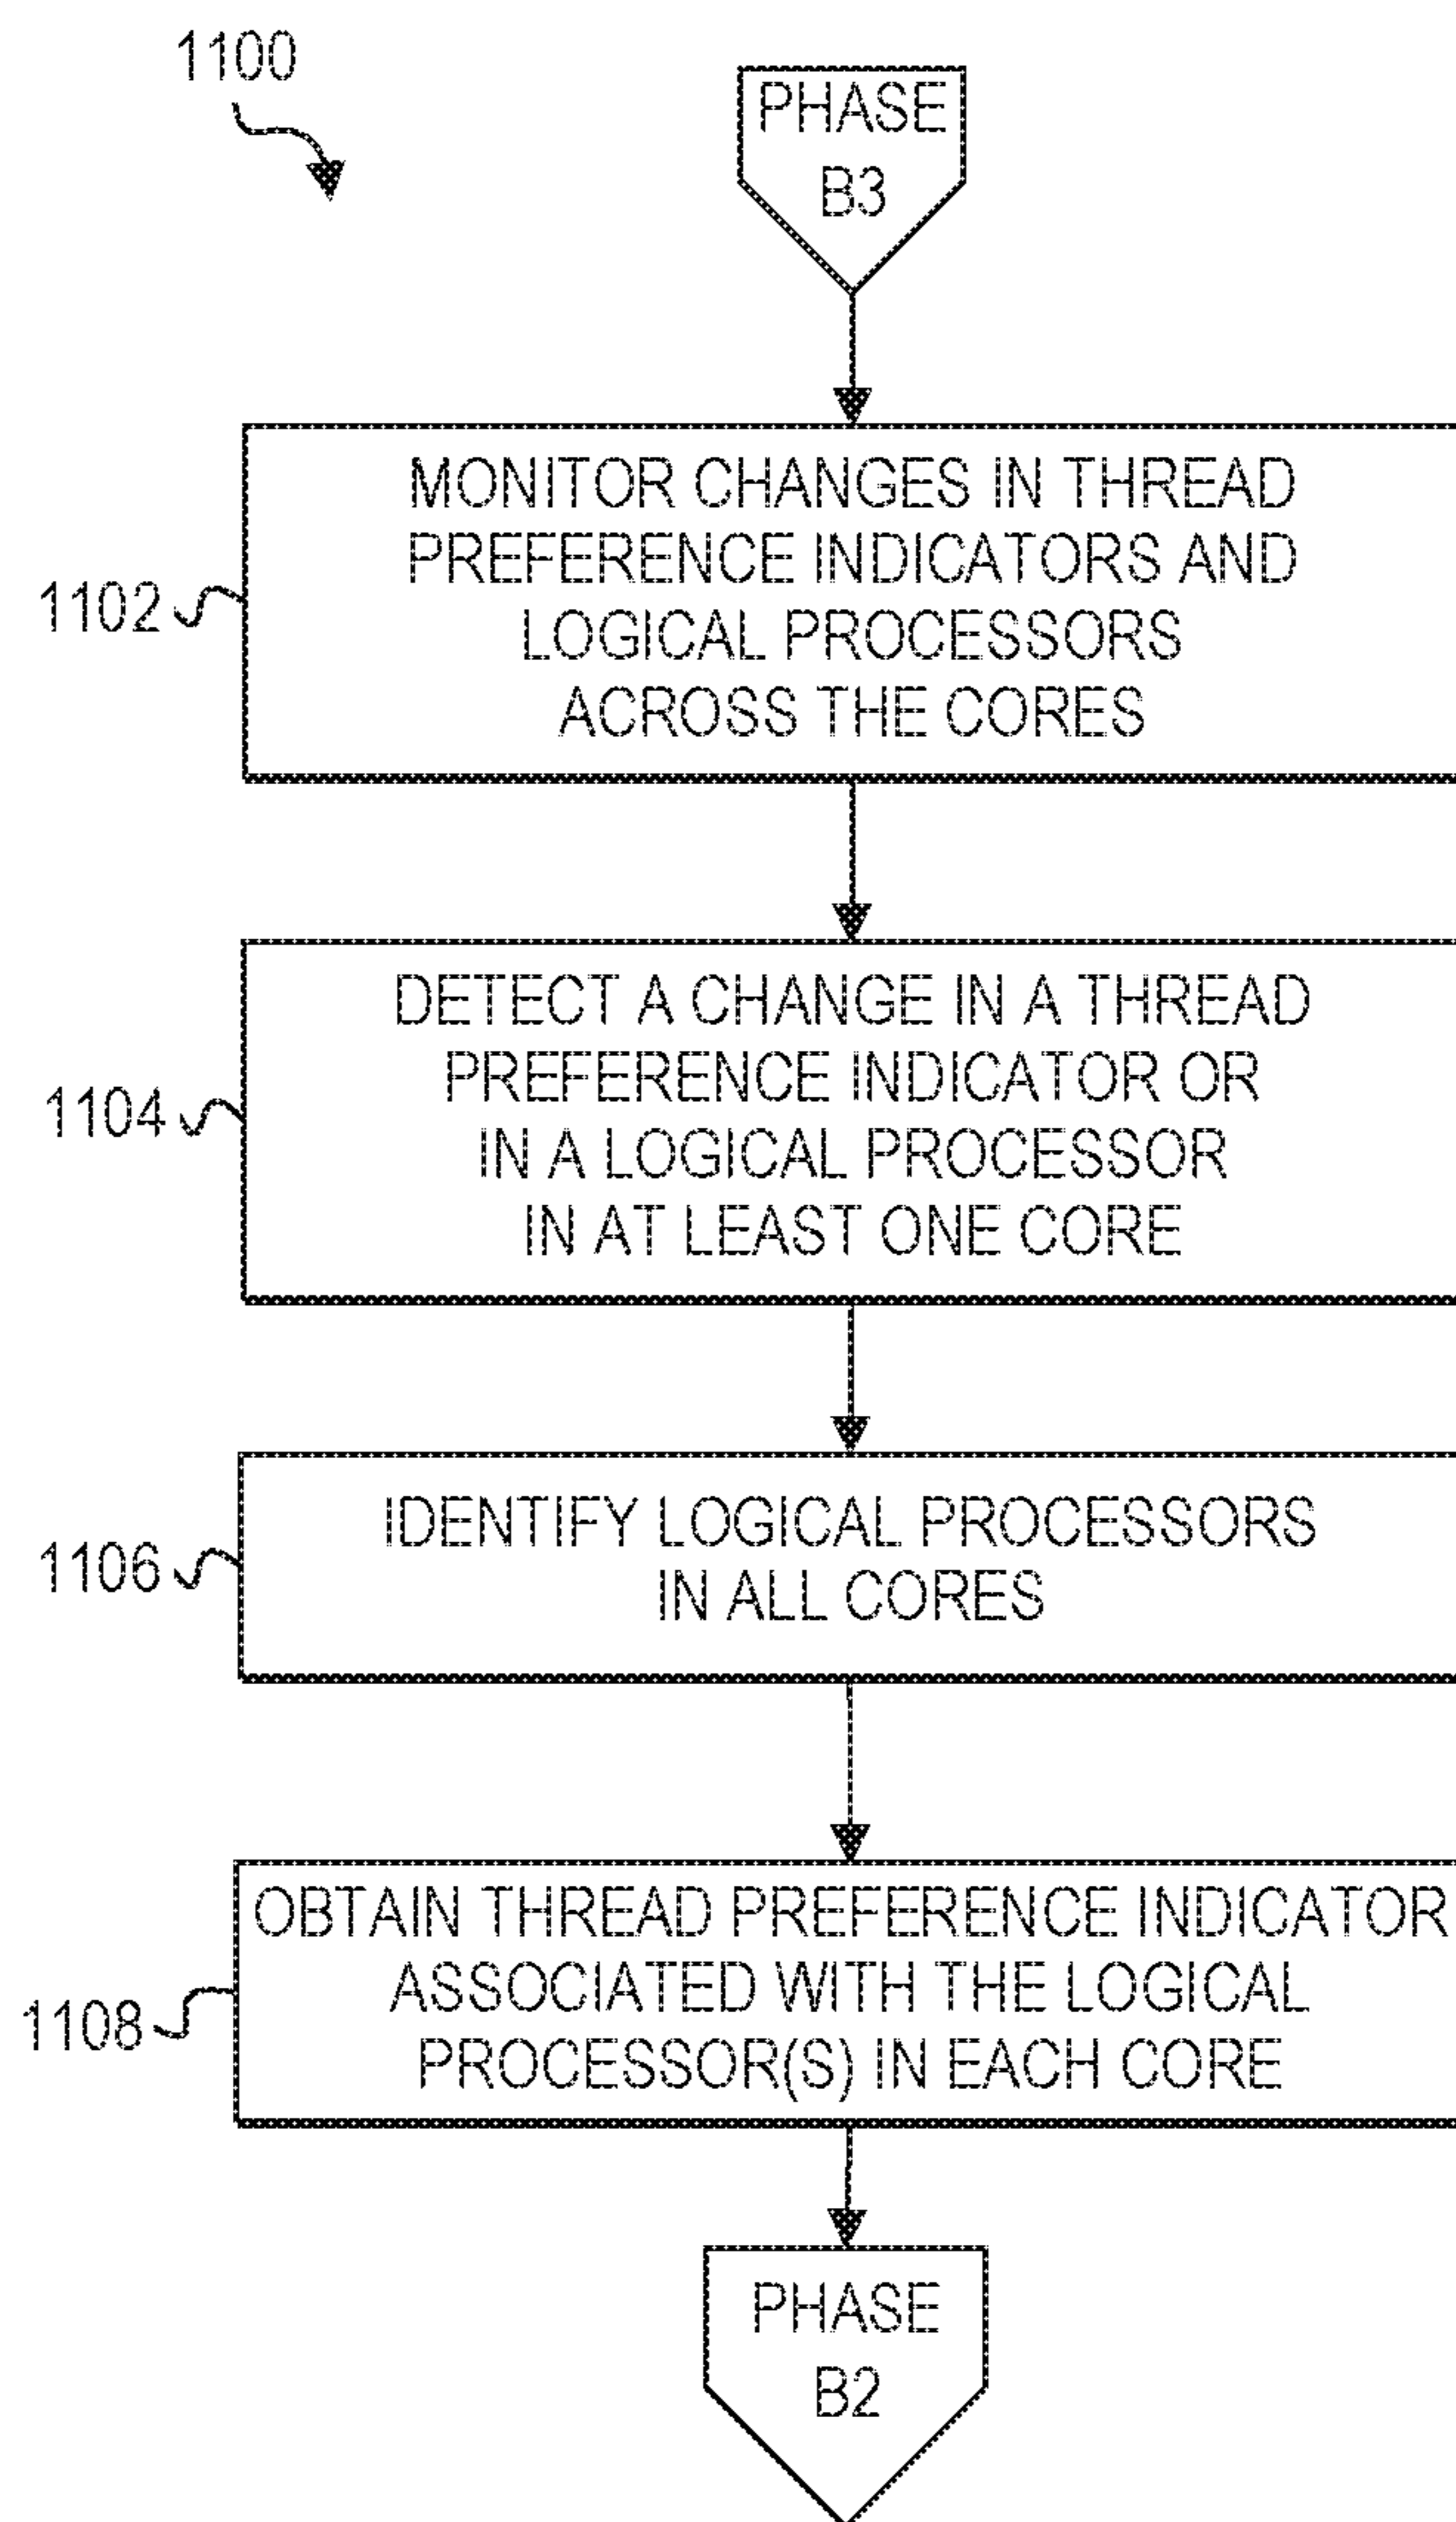 1100
PHASE
B3
MONITOR CHANGES IN THREAD
PREFERENCE INDICATORS AND
LOGICAL PROCESSORS
ACROSS THE CORES
1102
DETECT A CHANGE IN A THREAD
PREFERENCE INDICATOR OR
IN A LOGICAL PROCESSOR
IN AT LEAST ONE CORE
1104
IDENTIFY LOGICAL PROCESSORS
IN ALL CORES
1106
OBTAIN THREAD PREFERENCE INDICATOR
ASSOCIATED WITH THE LOGICAL
PROCESSOR(S) IN EACH CORE
1108
PHASE
B2